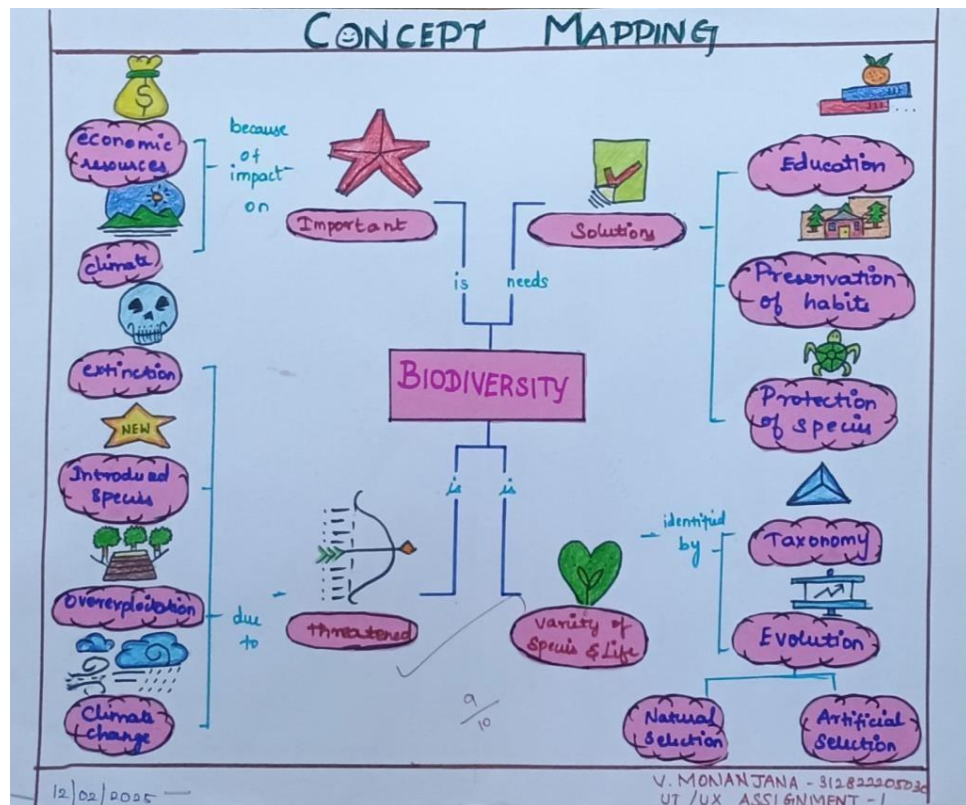 CONCEPT MAPPING
$
economic
resources
because
of
impact
on
Important
Solutions
Education
climate
is
needs
Preservation
of habits
extinction
BIODIVERSITY
NEW
Protection
of species
Introduced
Species
is
is
identified
by
Taxonomy
overexploitation
due
to
threatened
Variety of
Species & Life
Evolution
Climate
change
9/10
Natural
Selection
Artificial
Selection
12/02/2025
V. MONANJANA - 312822205030
UI/UX ASSIGNMENT - 1